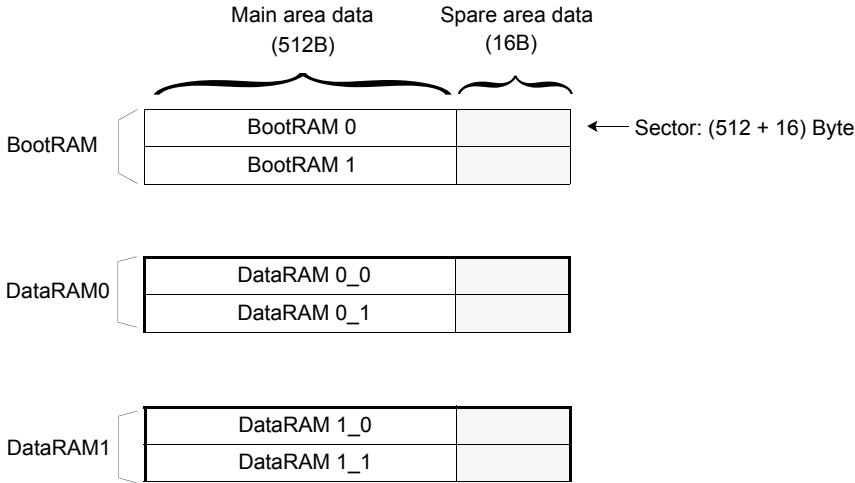 Main area data
(512B)
Spare area data
(16B)
BootRAM
BootRAM 0
BootRAM 1
Sector: (512 + 16) Byte
DataRAM0
DataRAM 0_0
DataRAM 0_1
DataRAM1
DataRAM 1_0
DataRAM 1_1